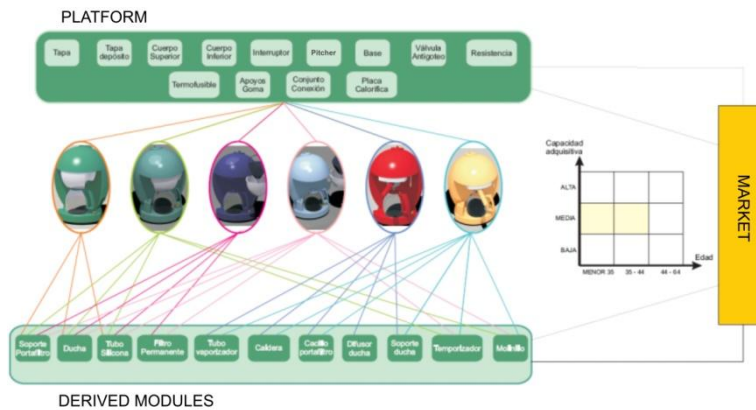 PLATFORM
Tapa
Tapa
depósito
Cuerpo
Superior
Cuerpo
Inferior
Interruptor
Pitcher
Base
Válvula
Antigoteo
Resistencia
Termofusible
Apoyos
Goma
Conjunto
Conexión
Placa
Calorífica
Capacidad
adquisitiva
ALTA
MEDIA
BAJA
MENOR 35
35 - 44
44 - 64
Edad
MARKET
Soporte
Portafiltro
Ducha
Tubo
Silicona
Filtro
Permanente
Tubo
vaporizador
Caldera
Cacillo
portafiltro
Difusor
ducha
Soporte
ducha
Temporizador
Molinillo
DERIVED MODULES